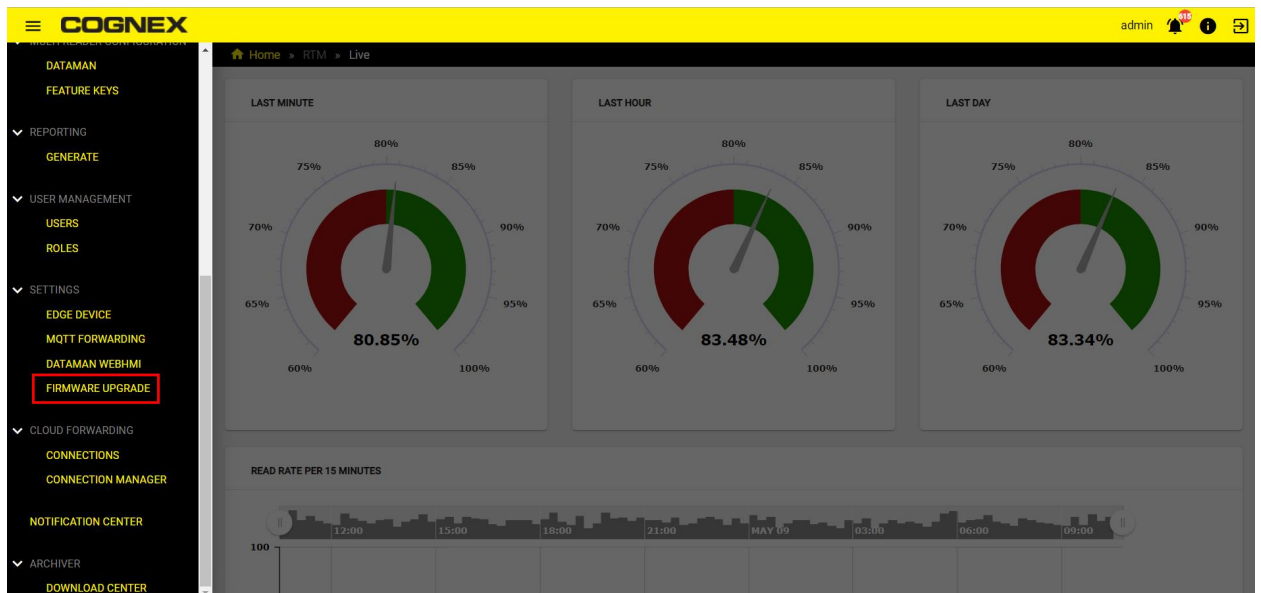 COGNEX
admin
515
MULTI READER CONFIGURATION
DATAMAN
FEATURE KEYS
REPORTING
GENERATE
USER MANAGEMENT
USERS
ROLES
SETTINGS
EDGE DEVICE
MQTT FORWARDING
DATAMAN WEBHMI
FIRMWARE UPGRADE
CLOUD FORWARDING
CONNECTIONS
CONNECTION MANAGER
NOTIFICATION CENTER
ARCHIVER
DOWNLOAD CENTER
Home » RTM » Live
LAST MINUTE
80%
75% 85%
70% 90%
65% 95%
80.85%
60% 100%
LAST HOUR
80%
75% 85%
70% 90%
65% 95%
83.48%
60% 100%
LAST DAY
80%
75% 85%
70% 90%
65% 95%
83.34%
60% 100%
READ RATE PER 15 MINUTES
12:00 15:00 18:00 21:00 MAY 09 03:00 06:00 09:00
100